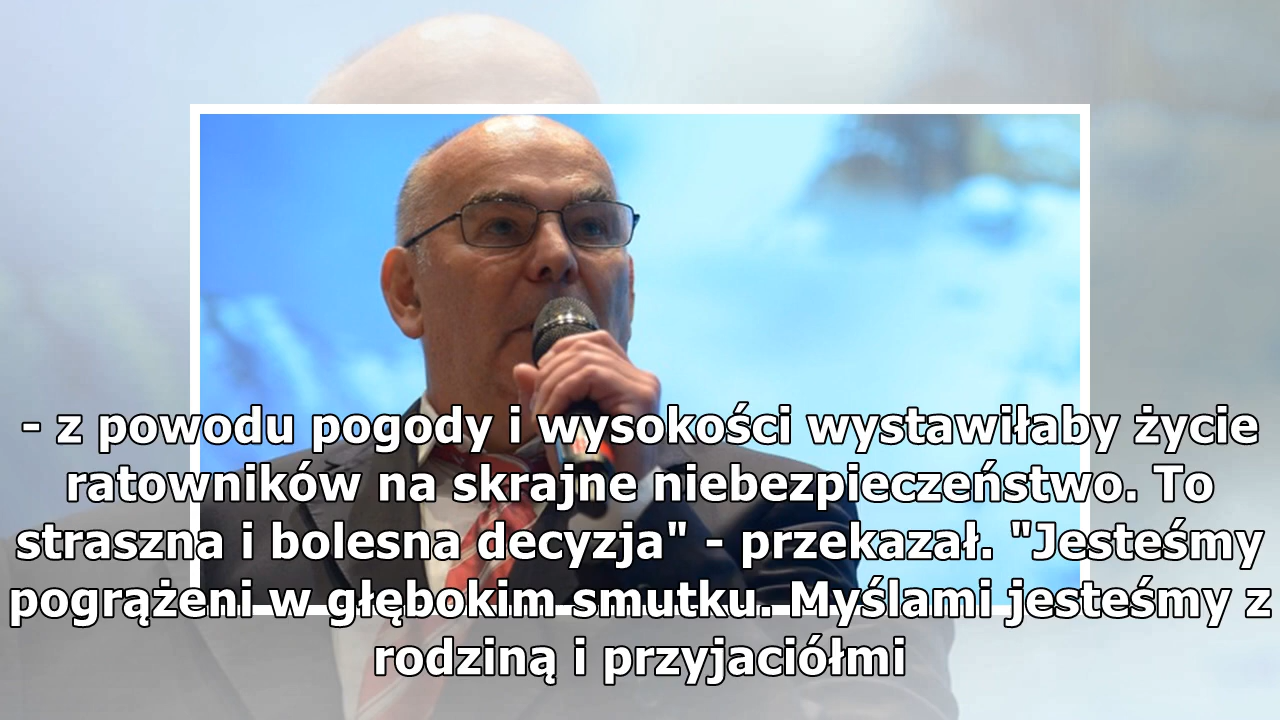 - z powodu pogody i wysokości wystawiłaby życie
ratowników na skrajne niebezpieczeństwo. To
straszna i bolesna decyzja" - przekazał. "Jesteśmy
pogrążeni w głębokim smutku. Myślami jesteśmy z
rodziną i przyjaciółmi